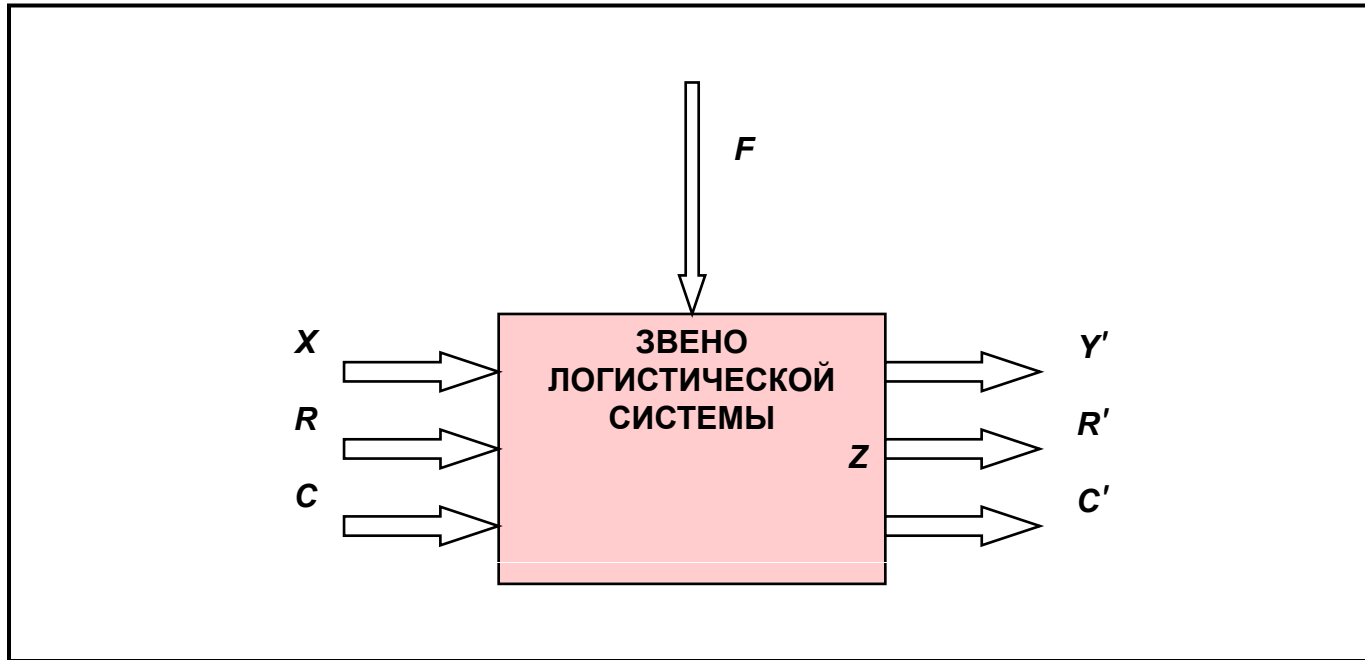 F
X
R
C
ЗВЕНО
ЛОГИСТИЧЕСКОЙ
СИСТЕМЫ
Z
Y′
R′
C′